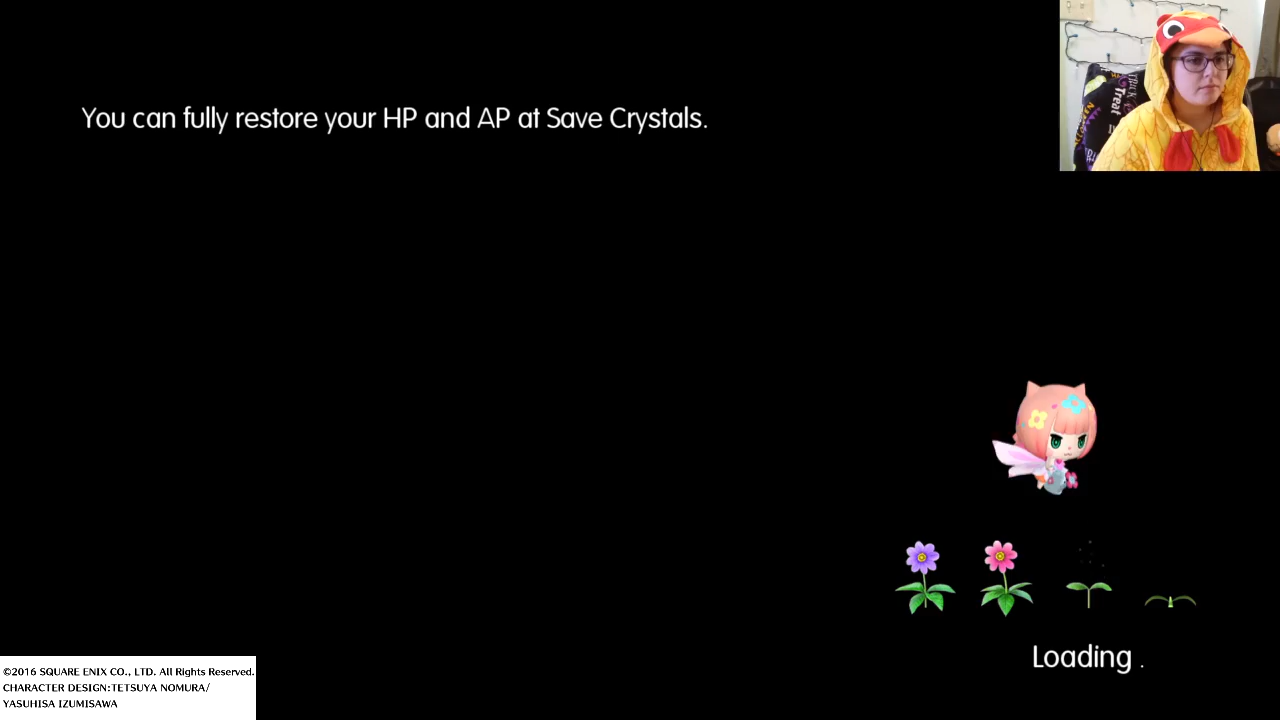 You can fully restore your HP and AP at Save Crystals.
Treat
Loading .
©2016 SQUARE ENIX CO., LTD. All Rights Reserved.
CHARACTER DESIGN:TETSUYA NOMURA/
YASUHISA IZUMISAWA